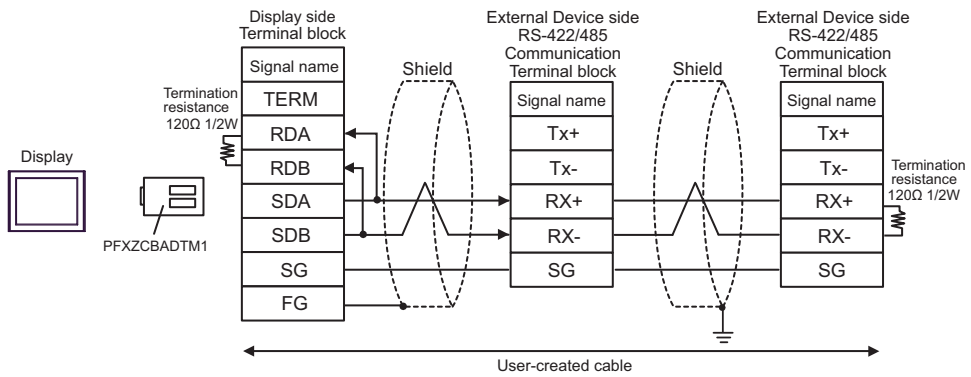 Display side
Terminal block
Signal name
TERM
RDA
RDB
SDA
SDB
SG
FG
Termination
resistance
120Ω 1/2W
Display
PFXZCBADTM1
Shield
External Device side
RS-422/485
Communication
Terminal block
Signal name
Tx+
Tx-
RX+
RX-
SG
Shield
External Device side
RS-422/485
Communication
Terminal block
Signal name
Tx+
Tx-
RX+
RX-
SG
Termination
resistance
120Ω 1/2W
User-created cable